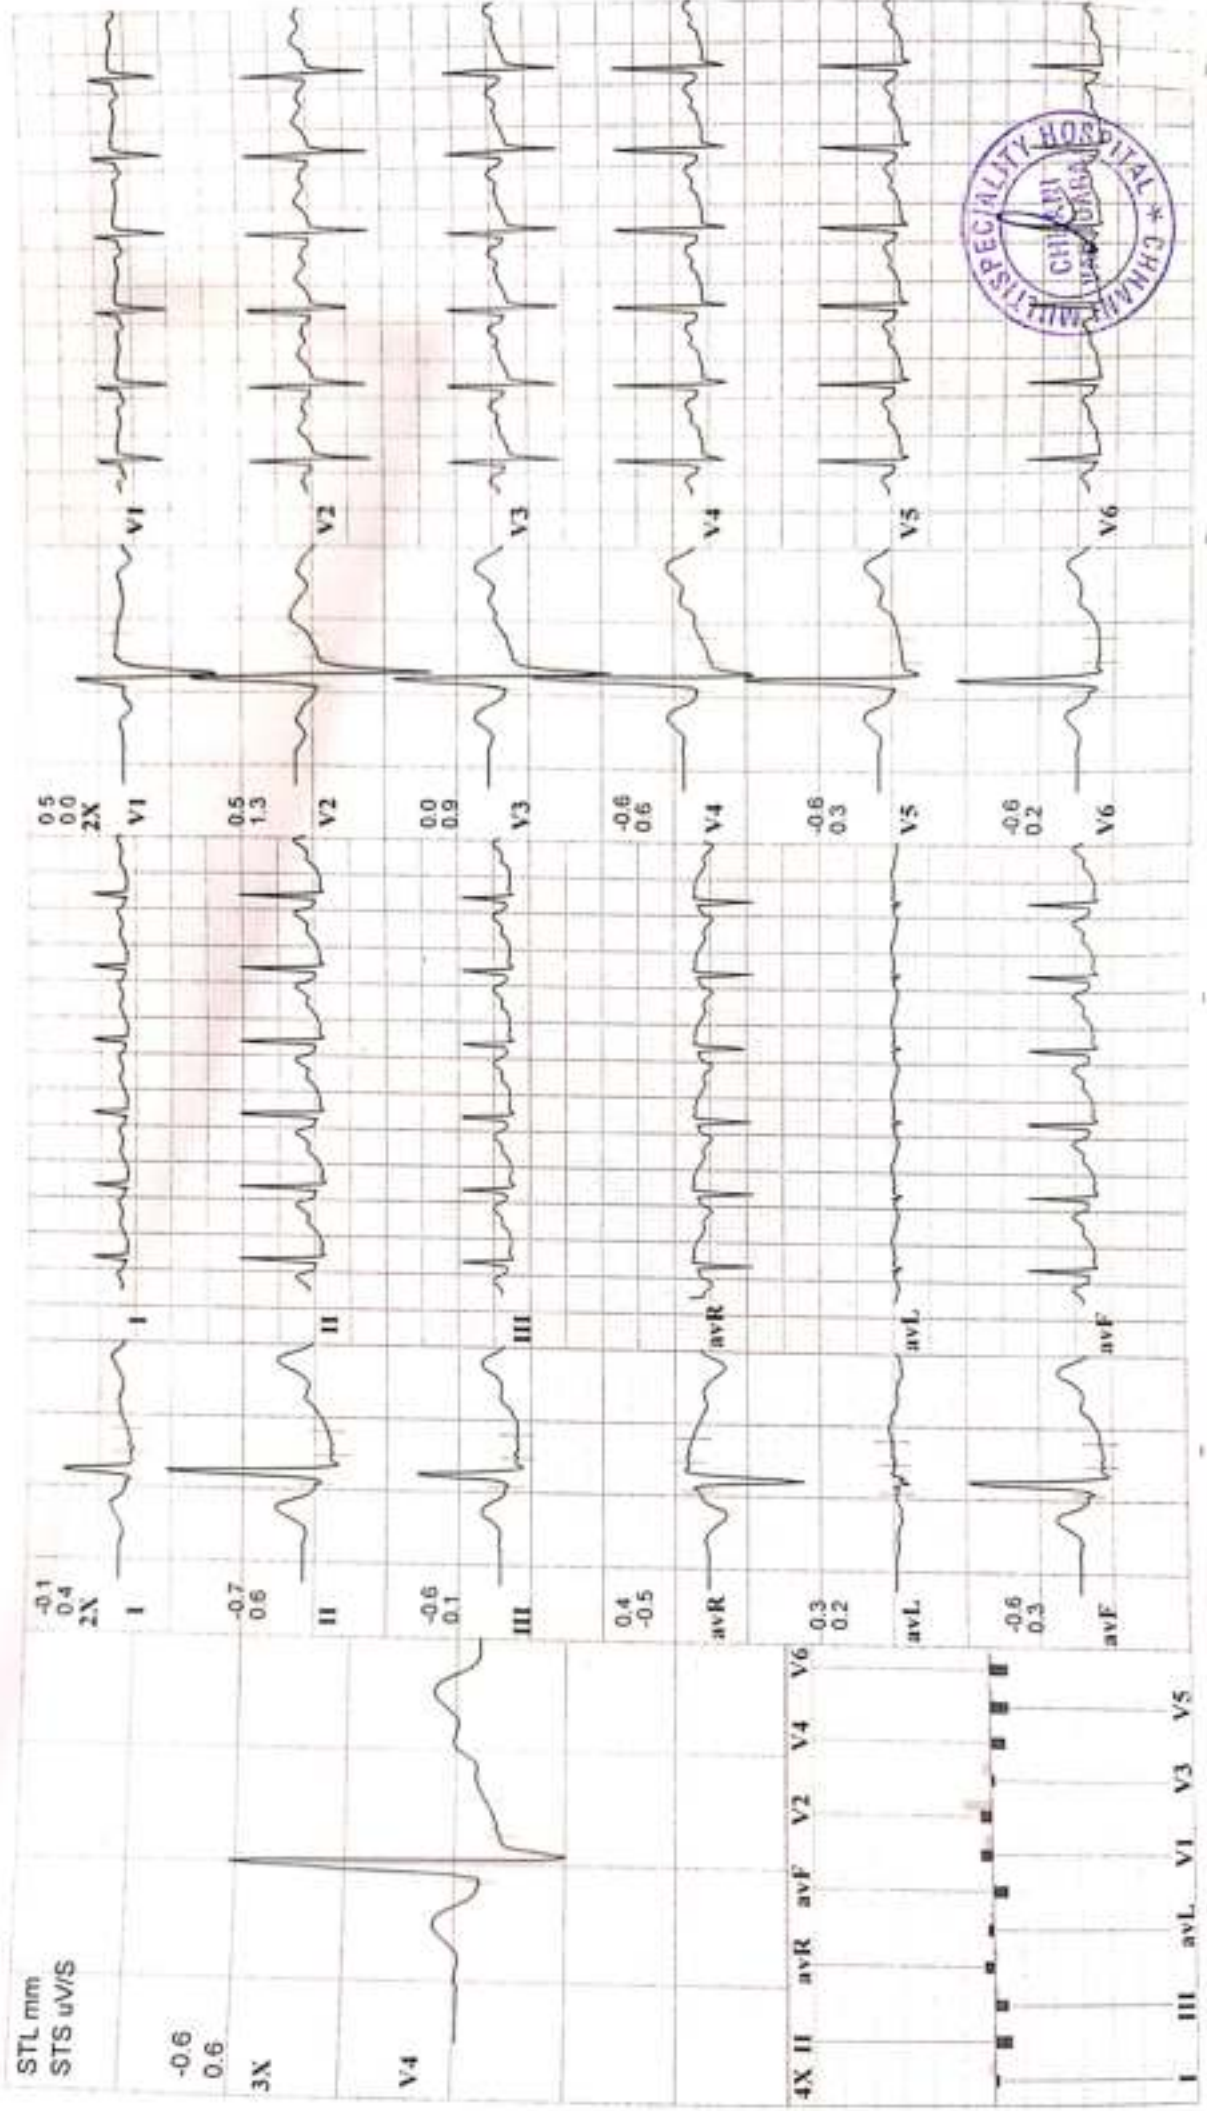 STL mm
STS uV/S
-0.6
0.6
3X
V4
4X II avR avF V2 V4 V6
I III avL V1 V3 V5
-0.1
0.4
2X
I
-0.7
0.6
II
-0.6
0.1
III
0.4
-0.5
avR
0.3
0.2
avL
-0.6
0.3
avF
I
II
III
avR
avL
avF
0.5
0.0
2X
V1
0.5
1.3
V2
0.0
0.9
V3
-0.6
0.6
V4
-0.6
0.3
V5
-0.6
0.2
V6
V1
V2
V3
V4
V5
V6
MULTISPECIALITY HOSPITAL *